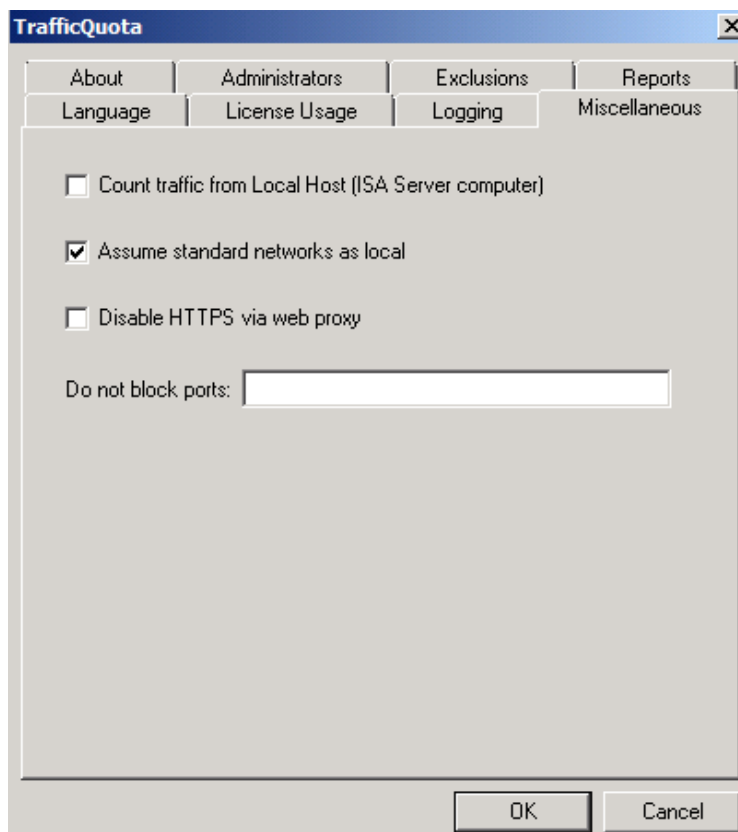 TrafficQuota
About Administrators Exclusions Reports
Language License Usage Logging Miscellaneous
Count traffic from Local Host (ISA Server computer)
Assume standard networks as local
Disable HTTPS via web proxy
Do not block ports:
OK Cancel